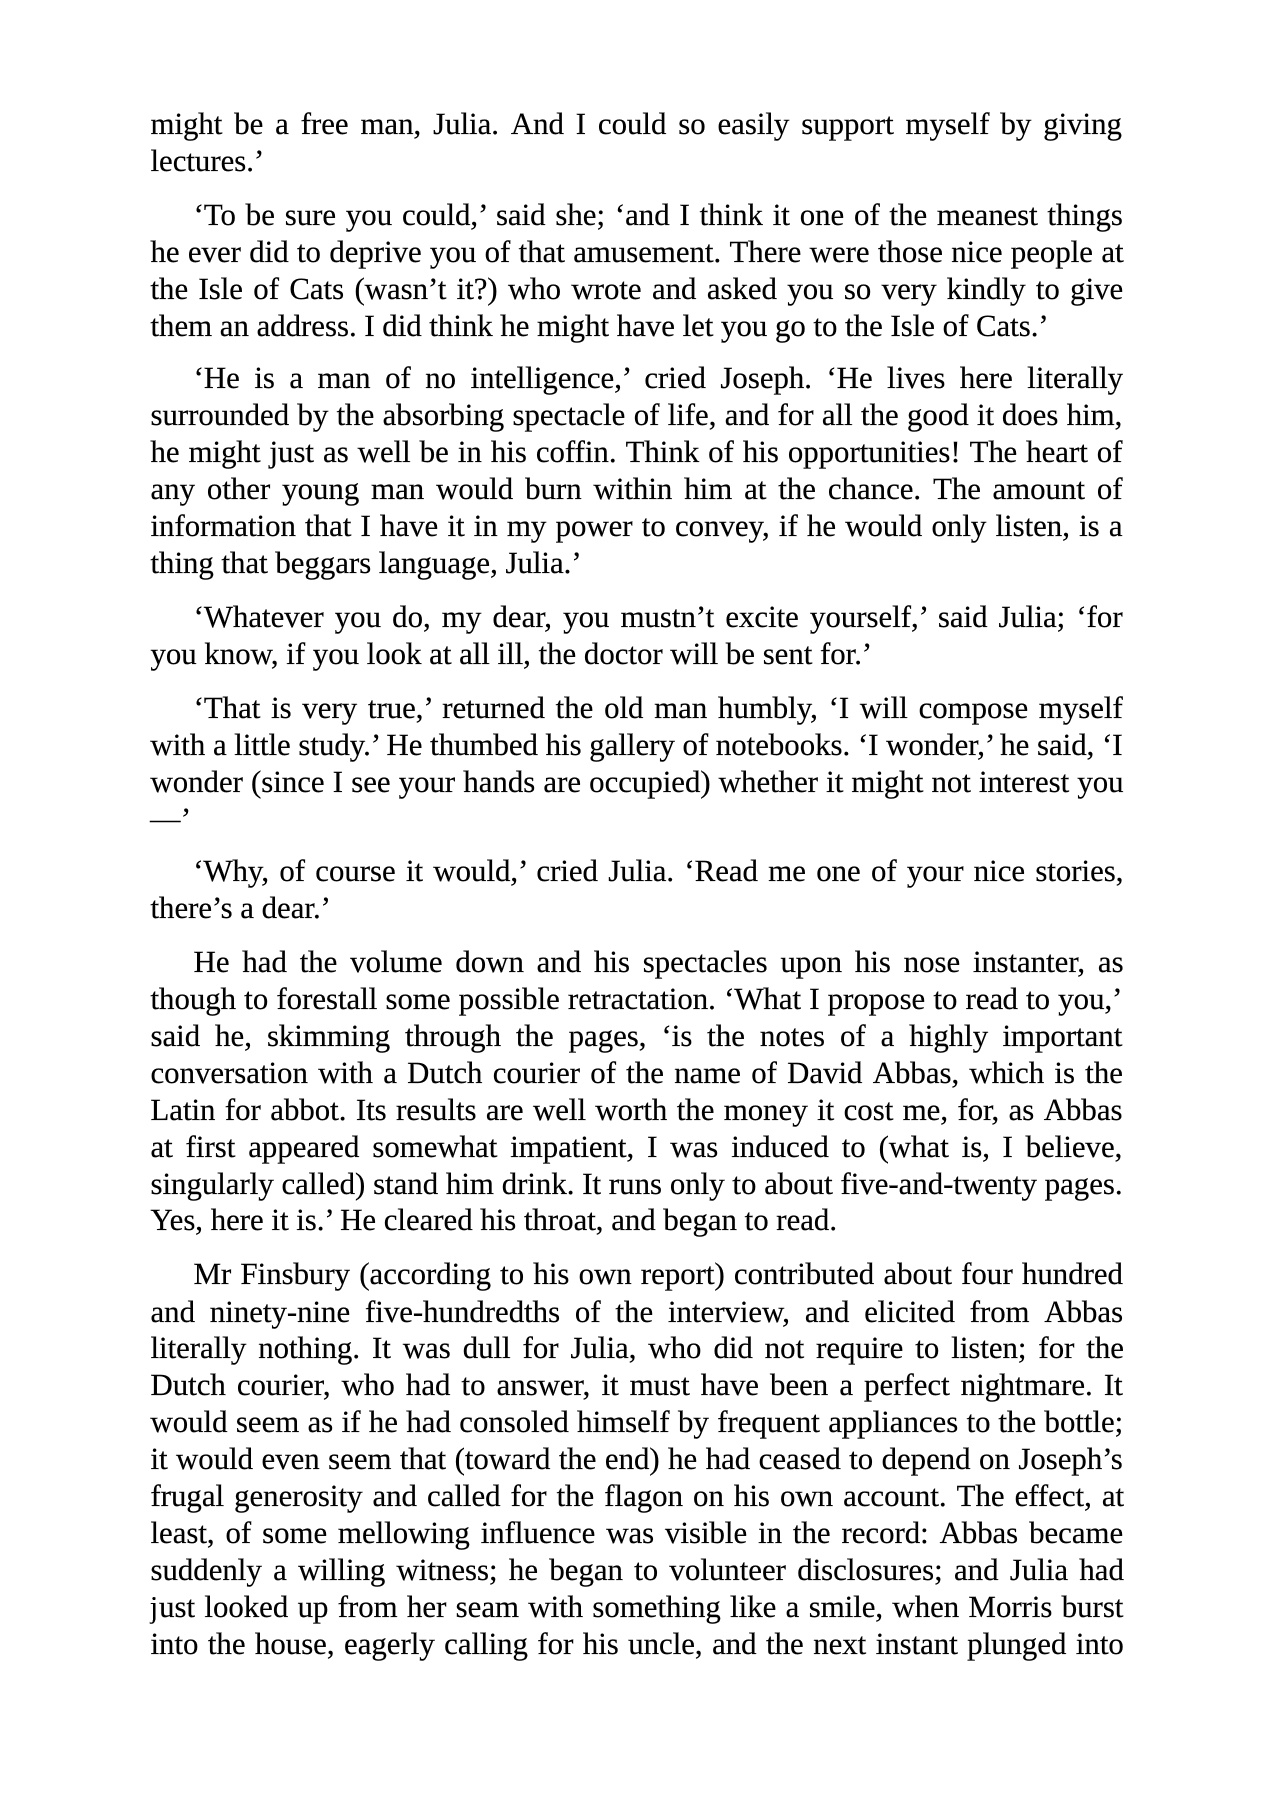 might be a free man, Julia. And I could so easily support myself by giving
lectures.’
‘To be sure you could,’ said she; ‘and I think it one of the meanest things
he ever did to deprive you of that amusement. There were those nice people at
the Isle of Cats (wasn’t it?) who wrote and asked you so very kindly to give
them an address. I did think he might have let you go to the Isle of Cats.’
‘He is a man of no intelligence,’ cried Joseph. ‘He lives here literally
surrounded by the absorbing spectacle of life, and for all the good it does him,
he might just as well be in his coffin. Think of his opportunities! The heart of
any other young man would burn within him at the chance. The amount of
information that I have it in my power to convey, if he would only listen, is a
thing that beggars language, Julia.’
‘Whatever you do, my dear, you mustn’t excite yourself,’ said Julia; ‘for
you know, if you look at all ill, the doctor will be sent for.’
‘That is very true,’ returned the old man humbly, ‘I will compose myself
with a little study.’ He thumbed his gallery of notebooks. ‘I wonder,’ he said, ‘I
wonder (since I see your hands are occupied) whether it might not interest you
—’
‘Why, of course it would,’ cried Julia. ‘Read me one of your nice stories,
there’s a dear.’
He had the volume down and his spectacles upon his nose instanter, as
though to forestall some possible retractation. ‘What I propose to read to you,’
said he, skimming through the pages, ‘is the notes of a highly important
conversation with a Dutch courier of the name of David Abbas, which is the
Latin for abbot. Its results are well worth the money it cost me, for, as Abbas
at first appeared somewhat impatient, I was induced to (what is, I believe,
singularly called) stand him drink. It runs only to about five-and-twenty pages.
Yes, here it is.’ He cleared his throat, and began to read.
Mr Finsbury (according to his own report) contributed about four hundred
and ninety-nine five-hundredths of the interview, and elicited from Abbas
literally nothing. It was dull for Julia, who did not require to listen; for the
Dutch courier, who had to answer, it must have been a perfect nightmare. It
would seem as if he had consoled himself by frequent appliances to the bottle;
it would even seem that (toward the end) he had ceased to depend on Joseph’s
frugal generosity and called for the flagon on his own account. The effect, at
least, of some mellowing influence was visible in the record: Abbas became
suddenly a willing witness; he began to volunteer disclosures; and Julia had
just looked up from her seam with something like a smile, when Morris burst
into the house, eagerly calling for his uncle, and the next instant plunged into